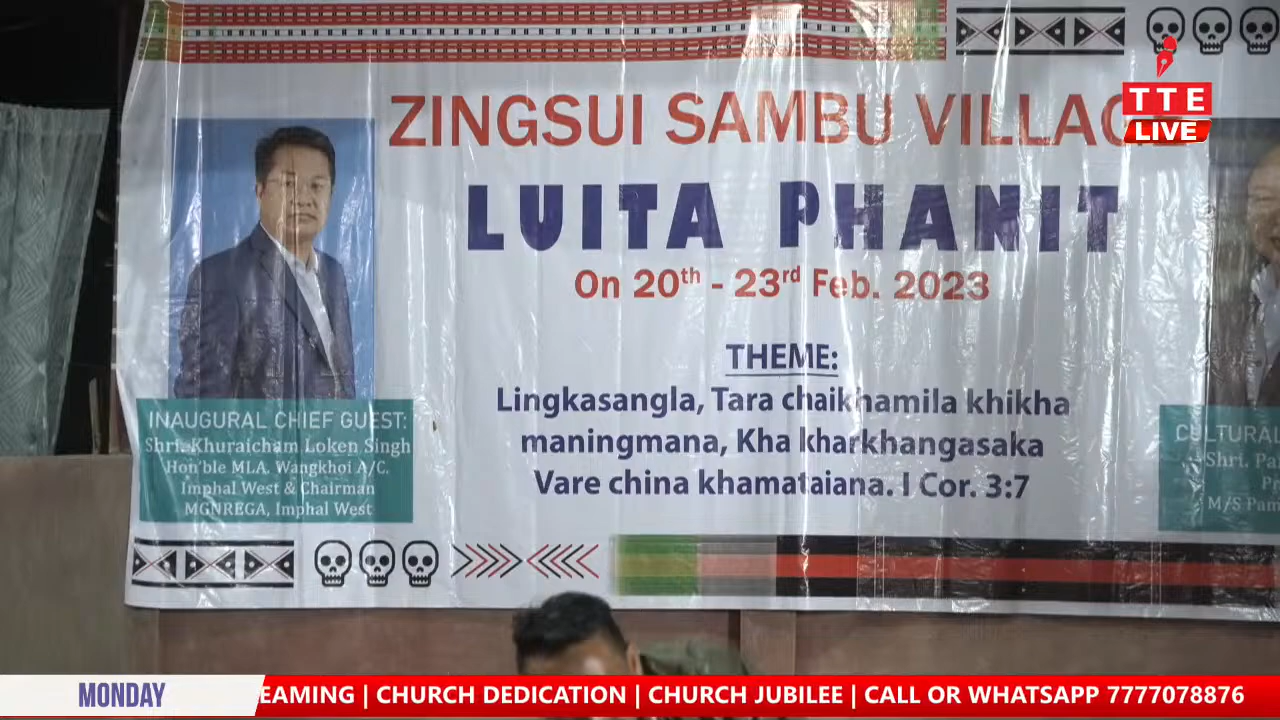 ZINGSUI SAMBU VILLAG
TTE
LIVE
LUITA PHANIT
On 20th - 23rd Feb. 2023
THEME:
Lingkasangla, Tara chaikhamila khikha
maningmana, Kha kharkhangasaka
Vare china khamataiana. I Cor. 3:7
INAUGURAL CHIEF GUEST:
Shri. Khuraicham Loken Singh
Hon'ble MLA, Wangkhoi A/C.
Imphal West & Chairman
MGNREGA, Imphal West
CULTURAL
Shri.
M/S
MONDAY
EAMING | CHURCH DEDICATION | CHURCH JUBILEE | CALL OR WHATSAPP 7777078876